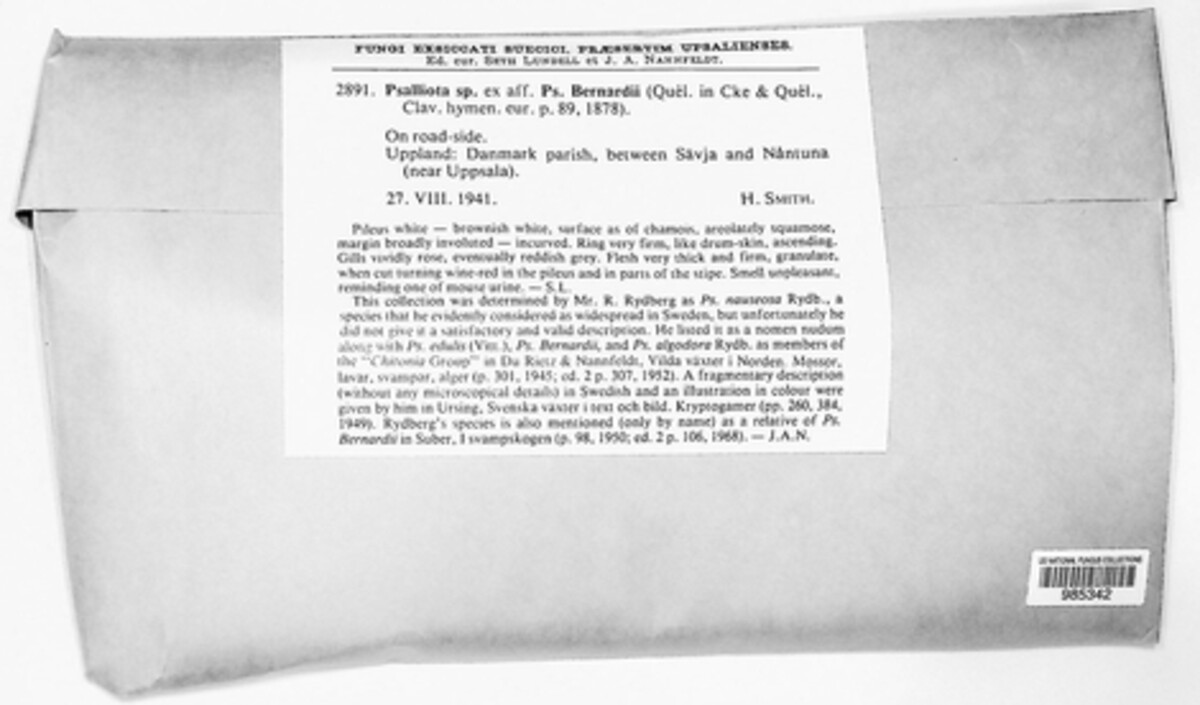 FUNGI EXSICCATI SUECICI, PRÆSERTIM UPSALIENSES.
Ed. cur. SETH LUNDELL et J. A. NANNFELDT.
2891. Psalliota sp. ex aff. Ps. Bernardii (Quèl. in Cke & Quèl.,
Clav. hymen. eur. p. 89, 1878).
On road-side.
Uppland: Danmark parish, between Sävja and Nåntuna
(near Uppsala).
27. VIII. 1941. H. SMITH.
Pileus white — brownish white, surface as of chamois, areolately squamose,
margin broadly involuted — incurved. Ring very firm, like drum-skin, ascending.
Gills vividly rose, eventually reddish grey. Flesh very thick and firm, granulate,
when cut turning wine-red in the pileus and in parts of the stipe. Smell unpleasant,
reminding one of mouse urine. — S.L.
This collection was determined by Mr. R. Rydberg as Ps. nauseosa Rydb., a
species that he evidently considered as widespread in Sweden, but unfortunately he
did not give it a satisfactory and valid description. He listed it as a nomen nudum
along with Ps. edulis (Vitt.), Ps. Bernardii, and Ps. algodora Rydb. as members of
the "Chitonia Group" in Du Rietz & Nannfeldt, Vilda växter i Norden. Mossor,
lavar, svampar, alger (p. 301, 1945; ed. 2 p. 307, 1952). A fragmentary description
(without any microscopical details) in Swedish and an illustration in colour were
given by him in Ursing, Svenska växter i text och bild. Kryptogamer (pp. 260, 384,
1949). Rydberg's species is also mentioned (only by name) as a relative of Ps.
Bernardii in Suber, I svampskogen (p. 98, 1950; ed. 2 p. 106, 1968). — J.A.N.
US NATIONAL FUNGUS COLLECTIONS
985342